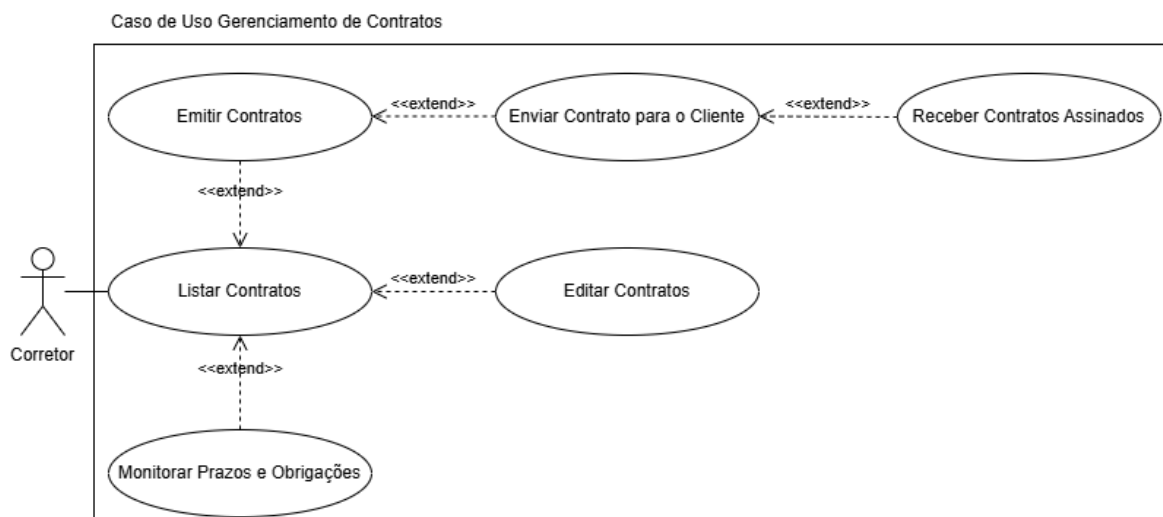 Caso de Uso Gerenciamento de Contratos
Emitir Contratos
<<extend>>
Enviar Contrato para o Cliente
<<extend>>
Receber Contratos Assinados
<<extend>>
Listar Contratos
<<extend>>
Editar Contratos
Corretor
<<extend>>
Monitorar Prazos e Obrigações